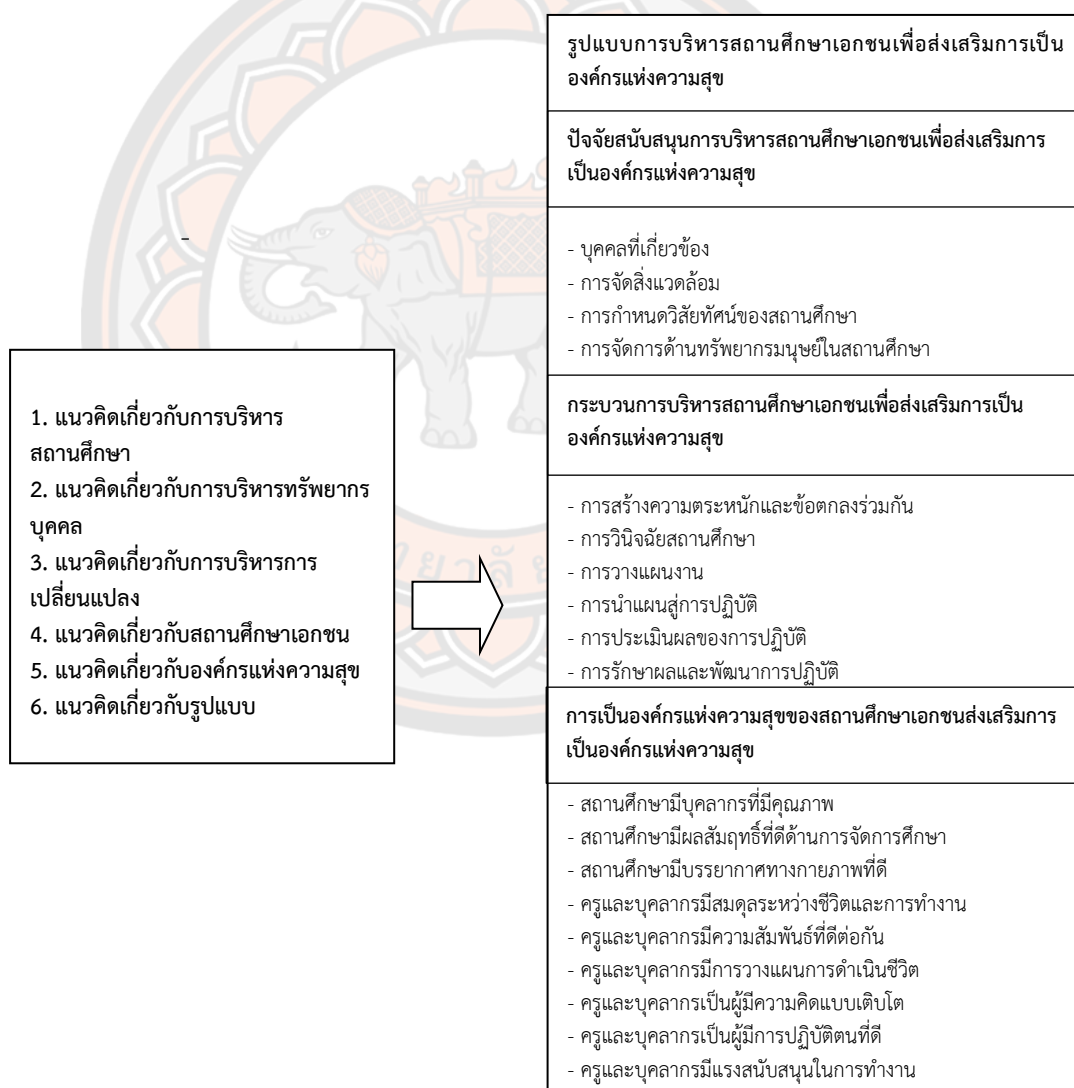 -
1. แนวคิดเกี่ยวกับการบริหาร
สถานศึกษา
2. แนวคิดเกี่ยวกับการบริหารทรัพยากร
บุคคล
3. แนวคิดเกี่ยวกับการบริหารการ
เปลี่ยนแปลง
4. แนวคิดเกี่ยวกับสถานศึกษาเอกชน
5. แนวคิดเกี่ยวกับองค์กรแห่งความสุข
6. แนวคิดเกี่ยวกับรูปแบบ
รูปแบบการบริหารสถานศึกษาเอกชนเพื่อส่งเสริมการเป็น
องค์กรแห่งความสุข
ปัจจัยสนับสนุนการบริหารสถานศึกษาเอกชนเพื่อส่งเสริมการ
เป็นองค์กรแห่งความสุข
- บุคคลที่เกี่ยวข้อง
- การจัดสิ่งแวดล้อม
- การกำหนดวิสัยทัศน์ของสถานศึกษา
- การจัดการด้านทรัพยากรมนุษย์ในสถานศึกษา
กระบวนการบริหารสถานศึกษาเอกชนเพื่อส่งเสริมการเป็น
องค์กรแห่งความสุข
- การสร้างความตระหนักและข้อตกลงร่วมกัน
- การวินิจฉัยสถานศึกษา
- การวางแผนงาน
- การนำแผนสู่การปฏิบัติ
- การประเมินผลของการปฏิบัติ
- การรักษาผลและพัฒนาการปฏิบัติ
การเป็นองค์กรแห่งความสุขของสถานศึกษาเอกชนส่งเสริมการ
เป็นองค์กรแห่งความสุข
- สถานศึกษามีบุคลากรที่มีคุณภาพ
- สถานศึกษามีผลสัมฤทธิ์ที่ดีด้านการจัดการศึกษา
- สถานศึกษามีบรรยากาศทางกายภาพที่ดี
- ครูและบุคลากรมีสมดุลระหว่างชีวิตและการทำงาน
- ครูและบุคลากรมีความสัมพันธ์ที่ดีต่อกัน
- ครูและบุคลากรมีการวางแผนการดำเนินชีวิต
- ครูและบุคลากรเป็นผู้มีความคิดแบบเติบโต
- ครูและบุคลากรเป็นผู้มีการปฏิบัติตนที่ดี
- ครูและบุคลากรมีแรงสนับสนุนในการทำงาน